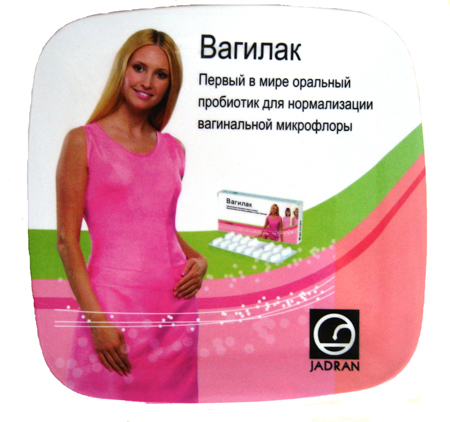 Вагилак
Первый в мире оральный
пробиотик для нормализации
вагинальной микрофлоры
Вагилак
JADRAN